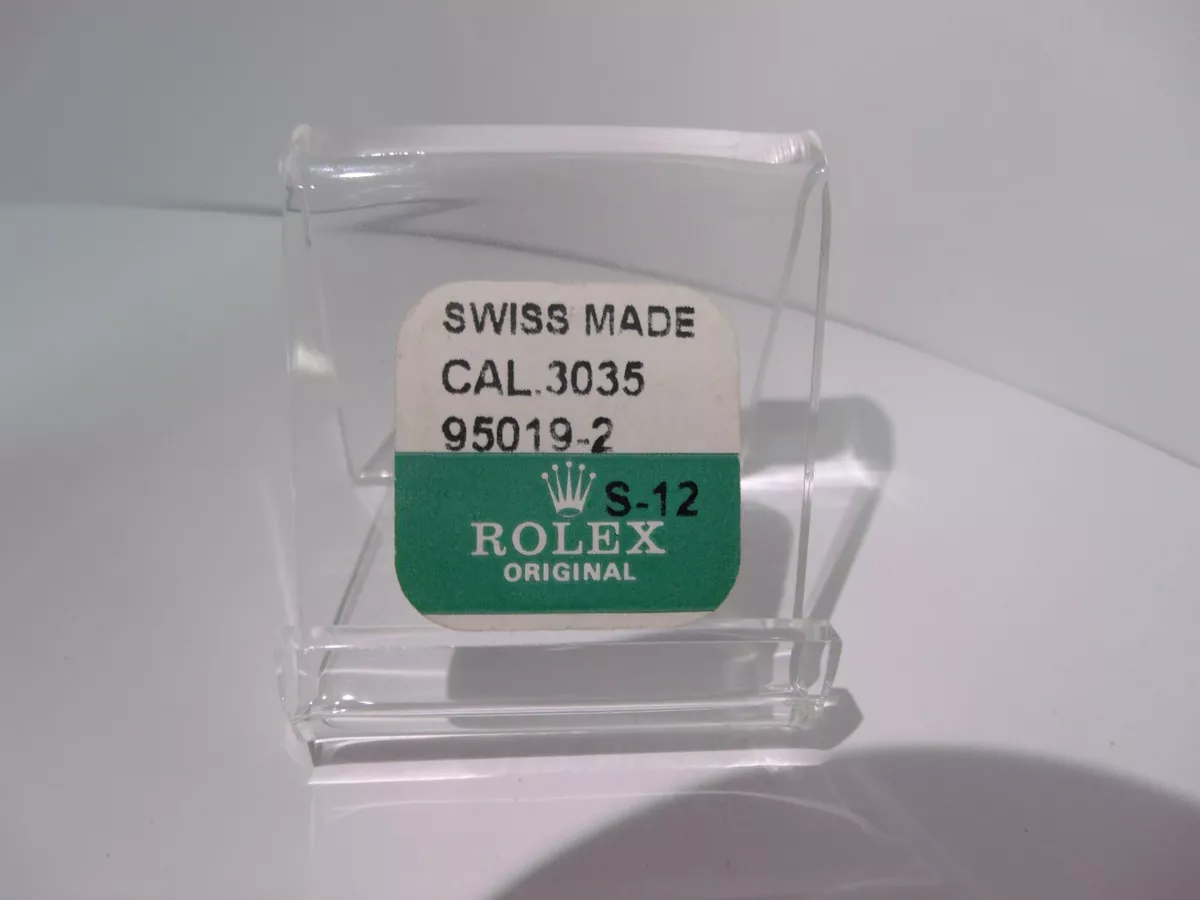 SWISS MADE
CAL.3035
95019-2
S-12
ROLEX
ORIGINAL